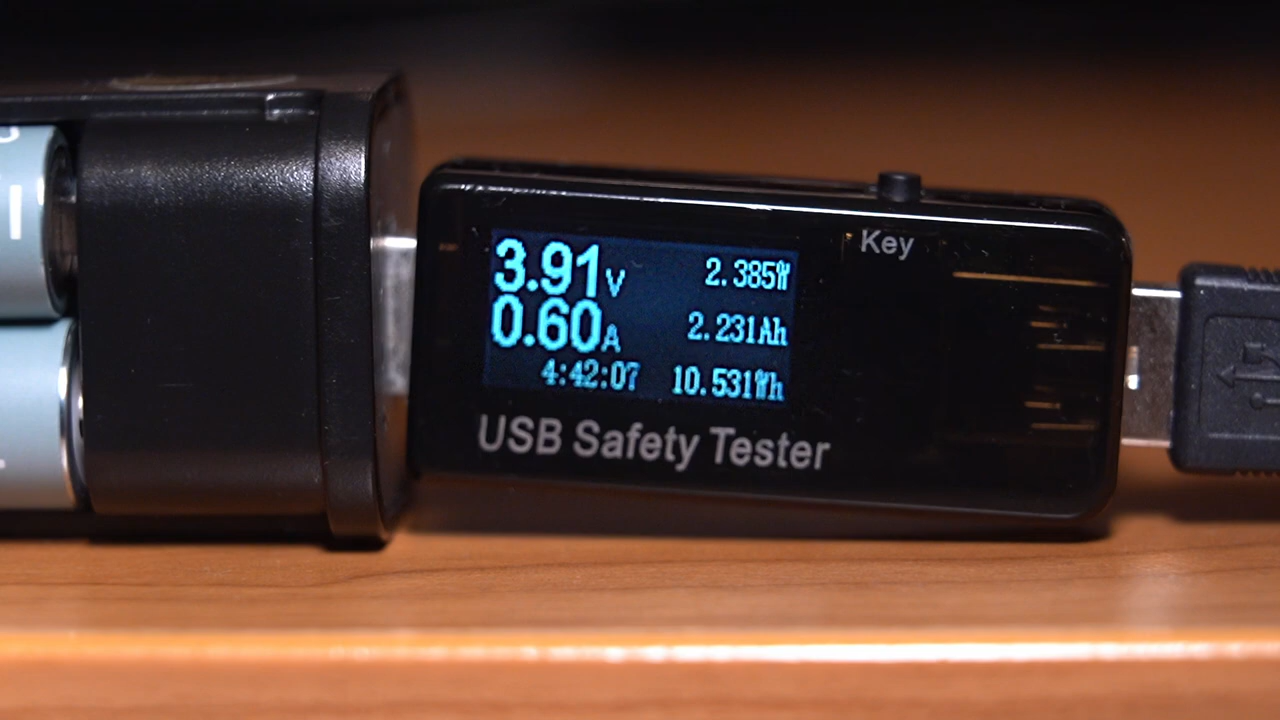 Key
3.91V 2.385W
0.60A 2.231Ah
4:42:07 10.531Wh
USB Safety Tester